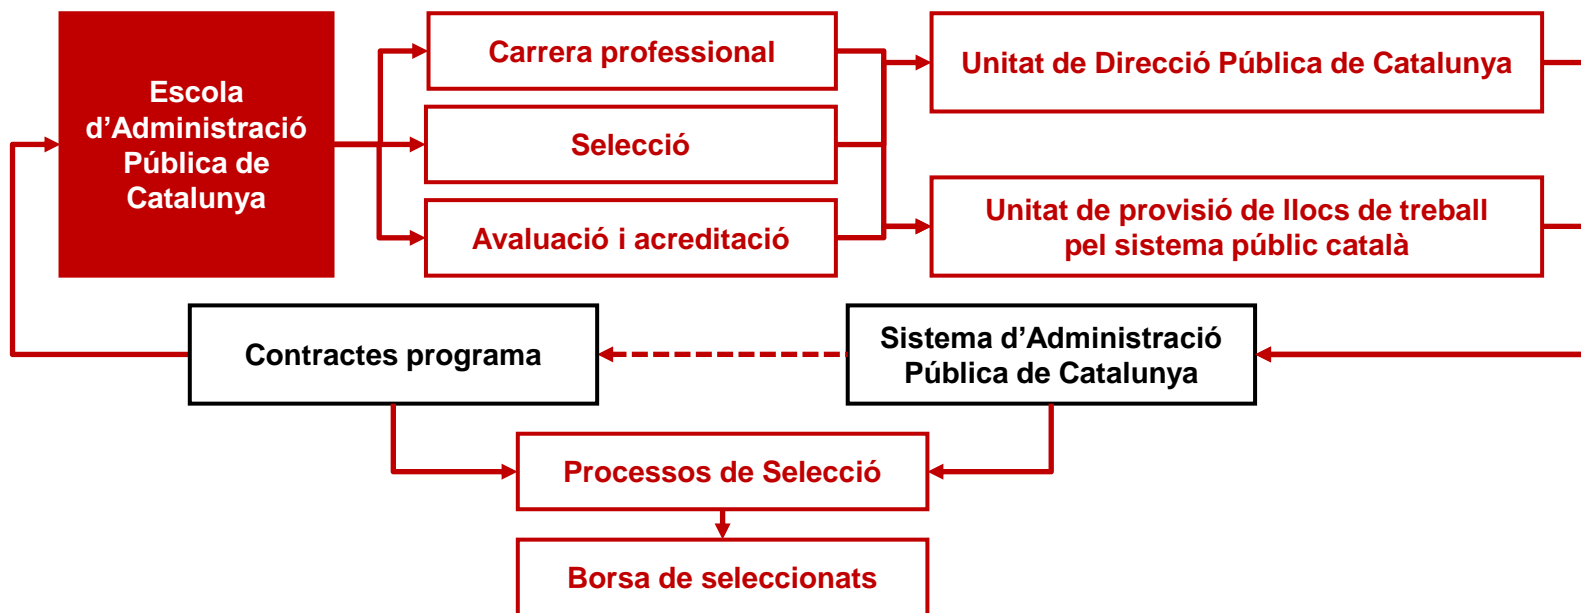 Escola
d’Administració
Pública de
Catalunya
Carrera professional
Selecció
Avaluació i acreditació
Unitat de Direcció Pública de Catalunya
Unitat de provisió de llocs de treball
pel sistema públic català
Contractes programa
Sistema d’Administració
Pública de Catalunya
Processos de Selecció
Borsa de seleccionats